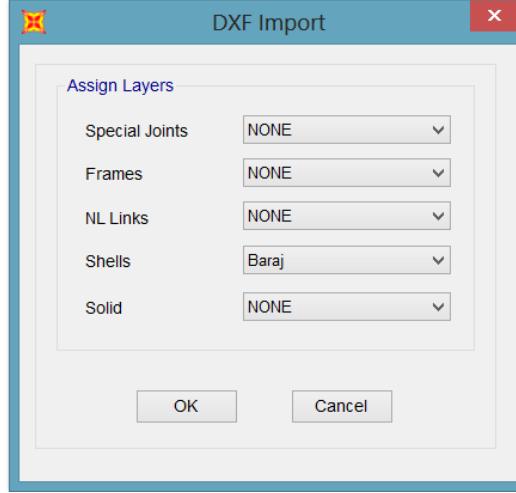 DXF Import
Assign Layers
Special Joints NONE
Frames NONE
NL Links NONE
Shells Baraj
Solid NONE
OK Cancel